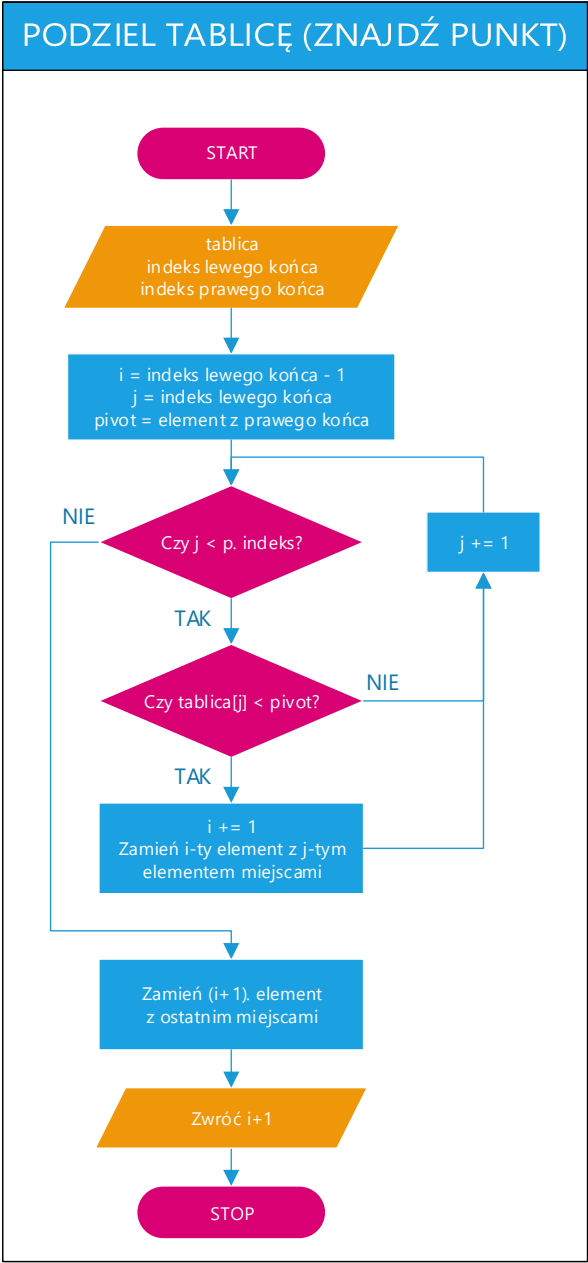 PODZIEL TABLICĘ (ZNAJDŹ PUNKT)
START
tablica
indeks lewego końca
indeks prawego końca
i = indeks lewego końca - 1
j = indeks lewego końca
pivot = element z prawego końca
NIE
Czy j < p. indeks?
j += 1
TAK
Czy tablica[j] < pivot?
NIE
TAK
i += 1
Zamień i-ty element z j-tym
elementem miejscami
Zamień (i+1). element
z ostatnim miejscami
Zwróć i+1
STOP